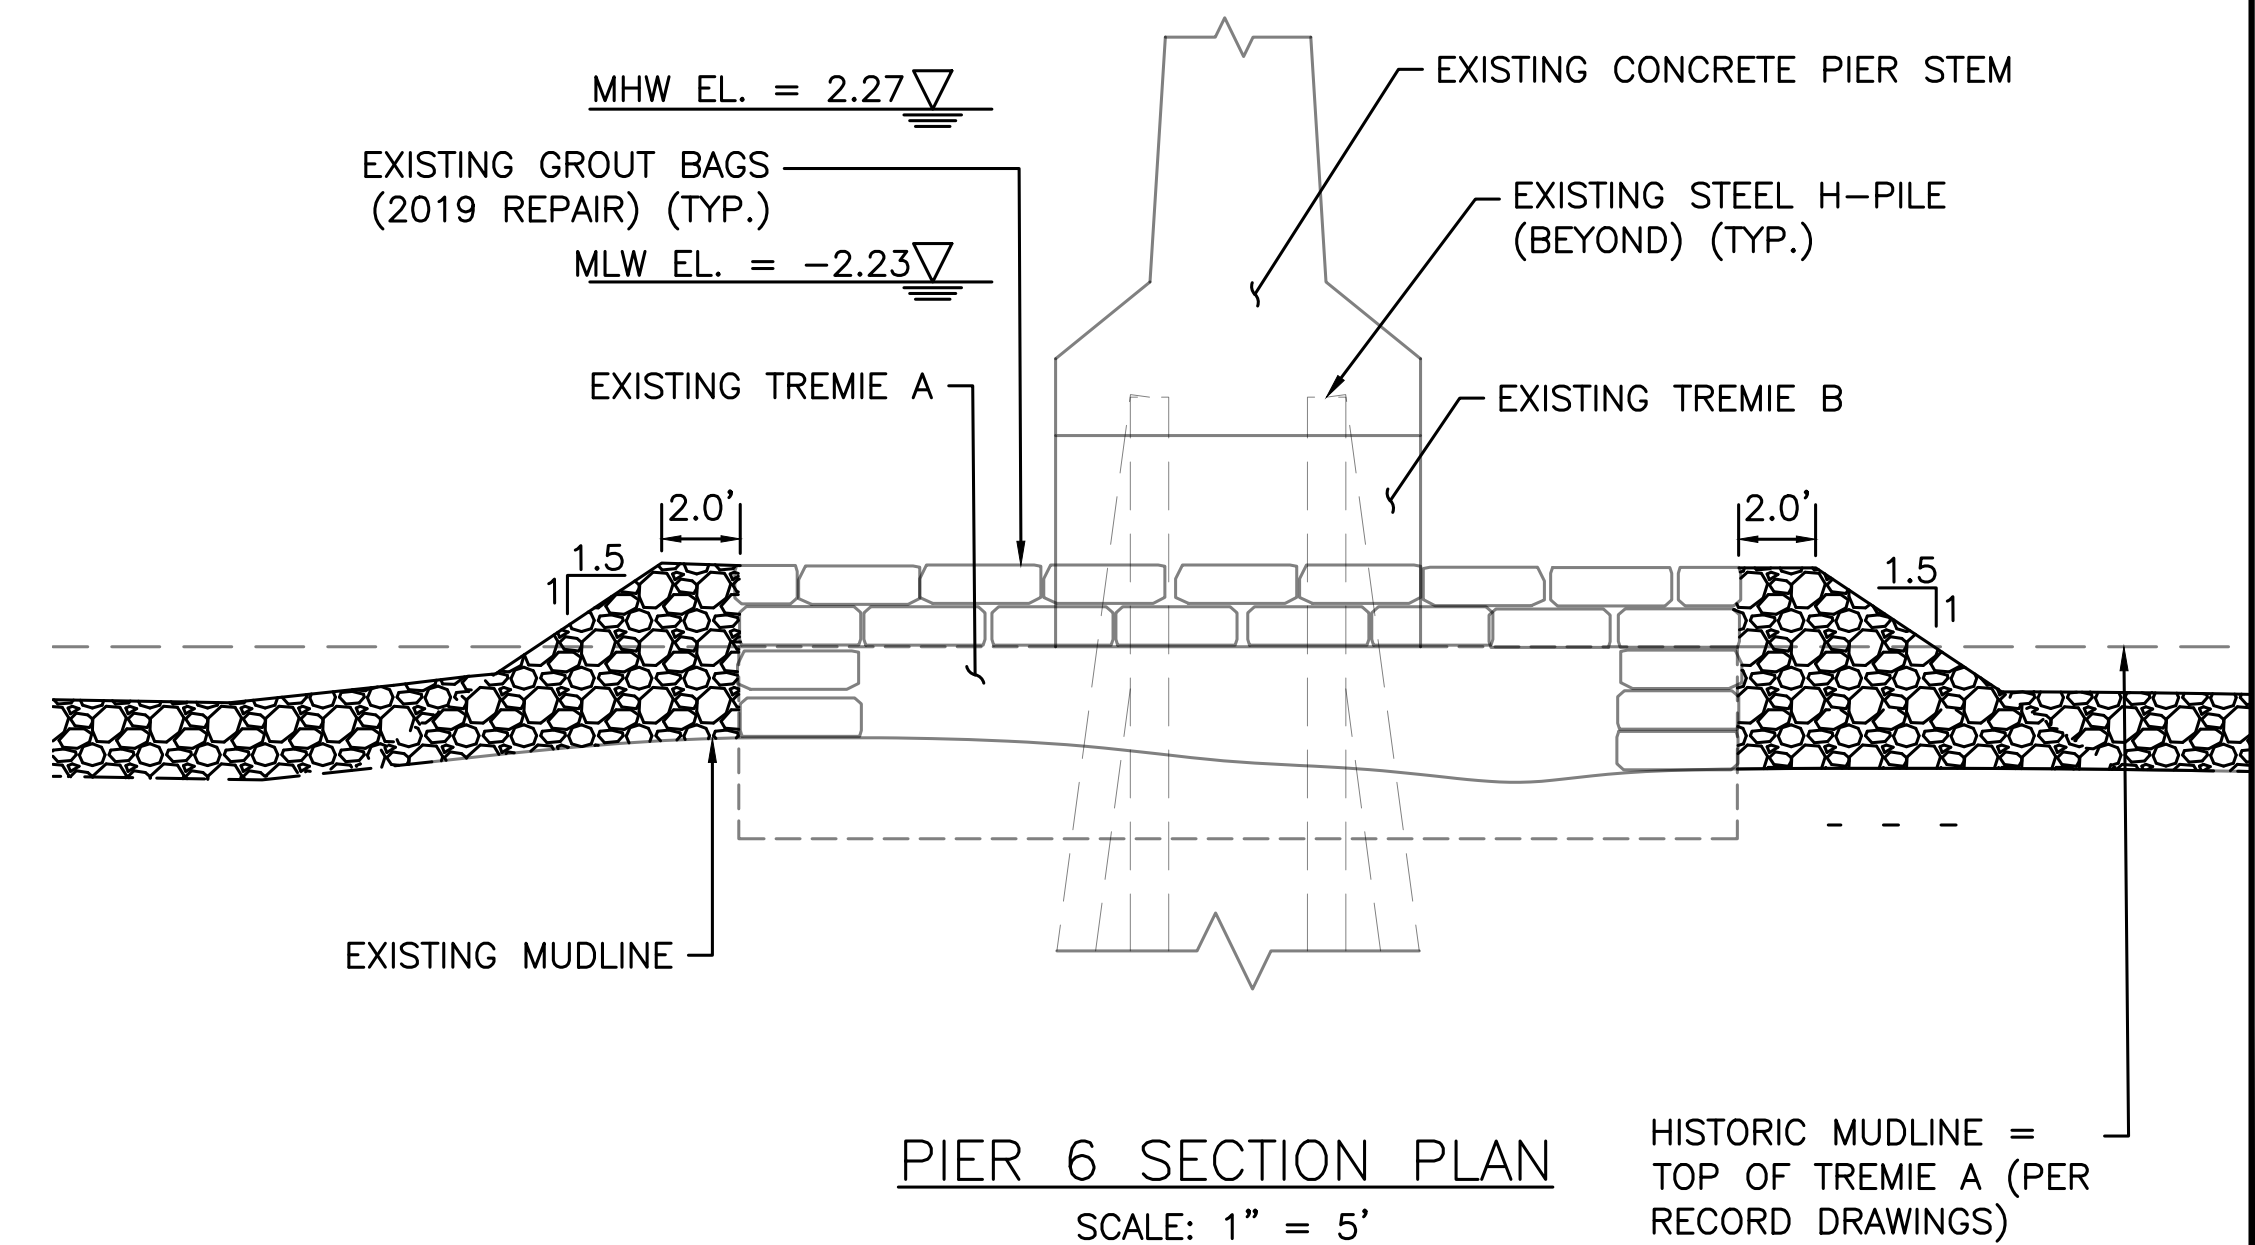 EXISTING CONCRETE PIER STEM
MHW EL. = 2.27
EXISTING GROUT BAGS
(2019 REPAIR) (TYP.)
EXISTING STEEL H-PILE
(BEYOND) (TYP.)
MLW EL. = -2.23
EXISTING TREMIE A
EXISTING TREMIE B
2.0'
2.0'
1.5
1
1.5
1
EXISTING MUDLINE
HISTORIC MUDLINE =
TOP OF TREMIE A (PER
RECORD DRAWINGS)
PIER 6 SECTION PLAN
SCALE: 1" = 5'